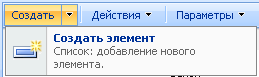 Создать Действия Параметры
Создать элемент
Список: добавление нового
элемента.